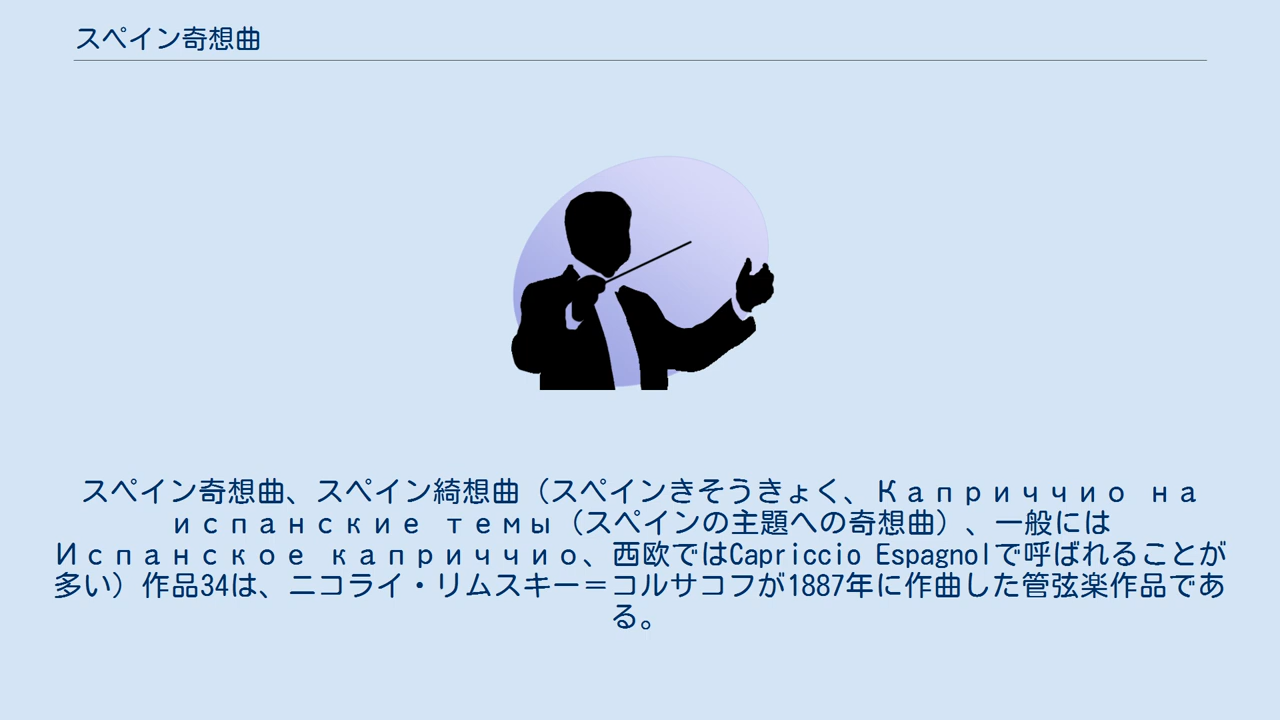 スペイン奇想曲
スペイン奇想曲、スペイン綺想曲（スペインきそうきょく、Каприччио на
испанские темы（スペインの主題への奇想曲）、一般には
Испанское каприччио、西欧ではCapriccio Espagnolで呼ばれることが
多い）作品34は、ニコライ・リムスキー＝コルサコフが1887年に作曲した管弦楽作品であ
る。